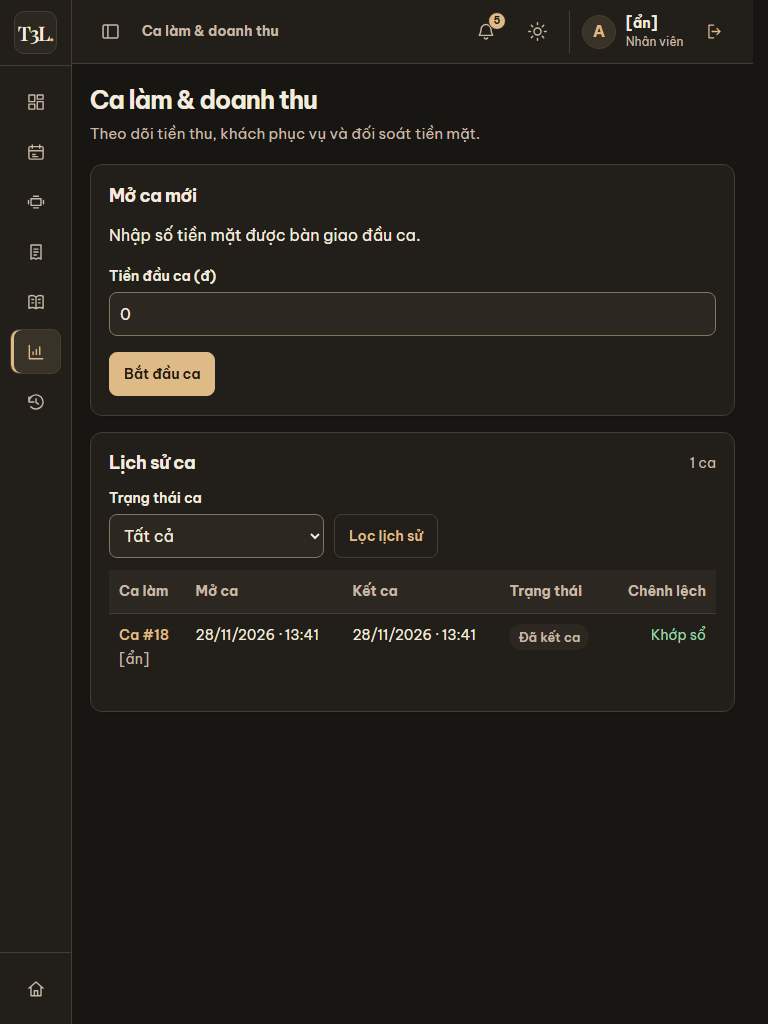 T3L.
Ca làm & doanh thu
5
A
[ẩn]
Nhân viên
Ca làm & doanh thu
Theo dõi tiền thu, khách phục vụ và đối soát tiền mặt.
Mở ca mới
Nhập số tiền mặt được bàn giao đầu ca.
Tiền đầu ca (đ)
0
Bắt đầu ca
Lịch sử ca
1 ca
Trạng thái ca
Tất cả
Lọc lịch sử
Ca làm Mở ca Kết ca Trạng thái Chênh lệch
Ca #18 28/11/2026 · 13:41 28/11/2026 · 13:41 Đã kết ca Khớp sổ
[ẩn]